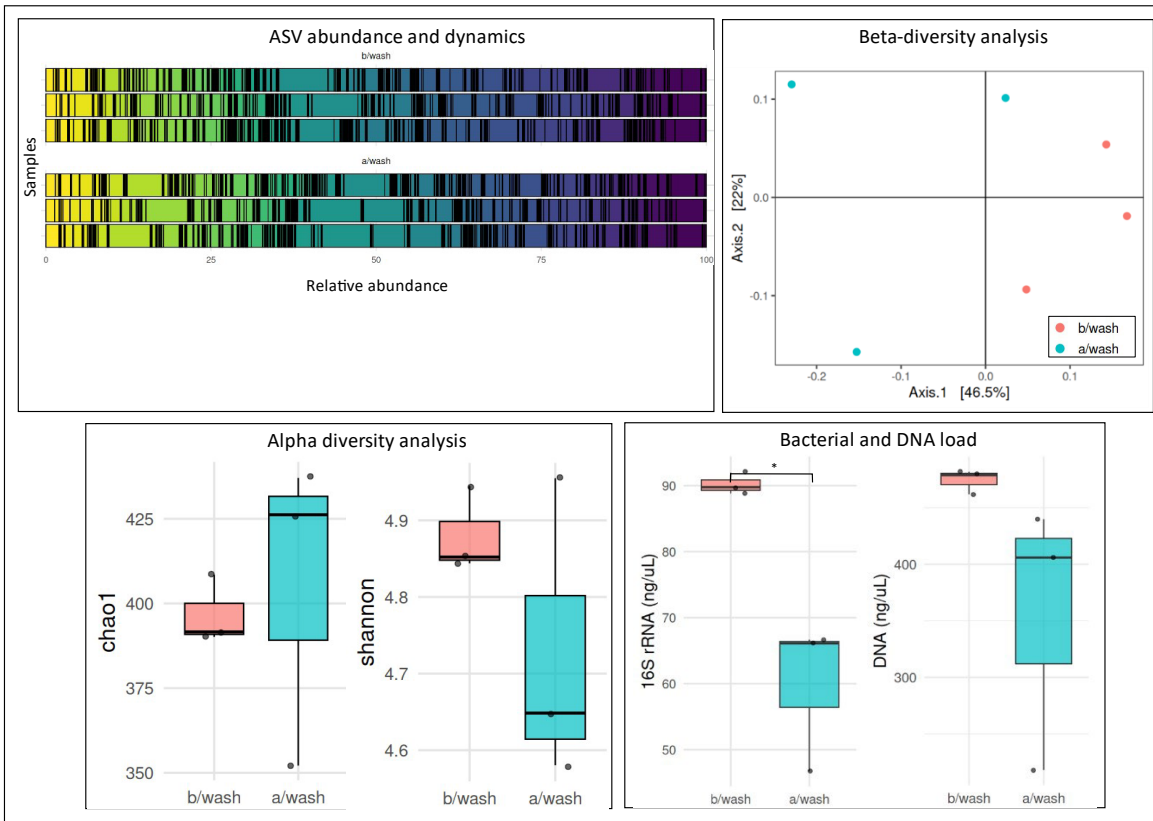 ASV abundance and dynamics
b/wash
a/wash
Samples
0 25 50 75 100
Relative abundance
Beta-diversity analysis
0.1
0.0
-0.1
Axis.2 [22%]
-0.2 -0.1 0.0 0.1
Axis.1 [46.5%]
b/wash
a/wash
Alpha diversity analysis
chao1
425
400
375
350
b/wash a/wash
shannon
4.9
4.8
4.7
4.6
b/wash a/wash
Bacterial and DNA load
16S rRNA (ng/uL)
90
80
70
60
50
*
b/wash a/wash
DNA (ng/uL)
400
300
b/wash a/wash